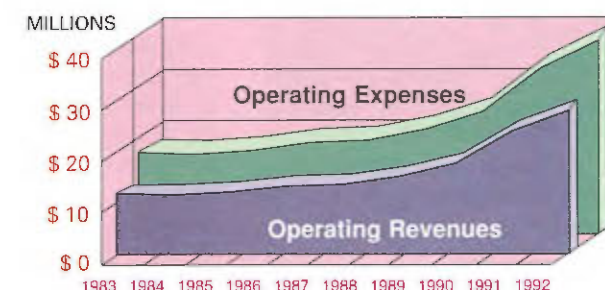 MILLIONS
$ 40
$ 30
$ 20
$ 10
$ 0
Operating Expenses
Operating Revenues
1983 1984 1985 1986 1987 1988 1989 1990 1991 1992